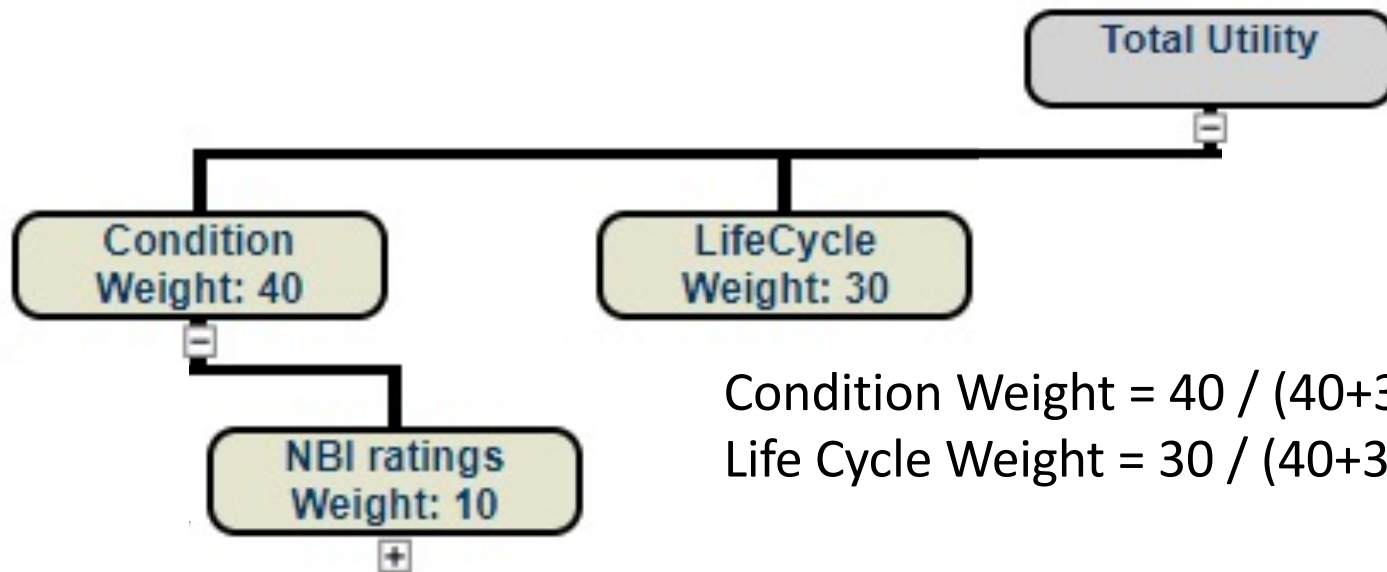 Total Utility
Condition
Weight: 40
LifeCycle
Weight: 30
Condition Weight = 40 / (40+3
Life Cycle Weight = 30 / (40+3
NBI ratings
Weight: 10